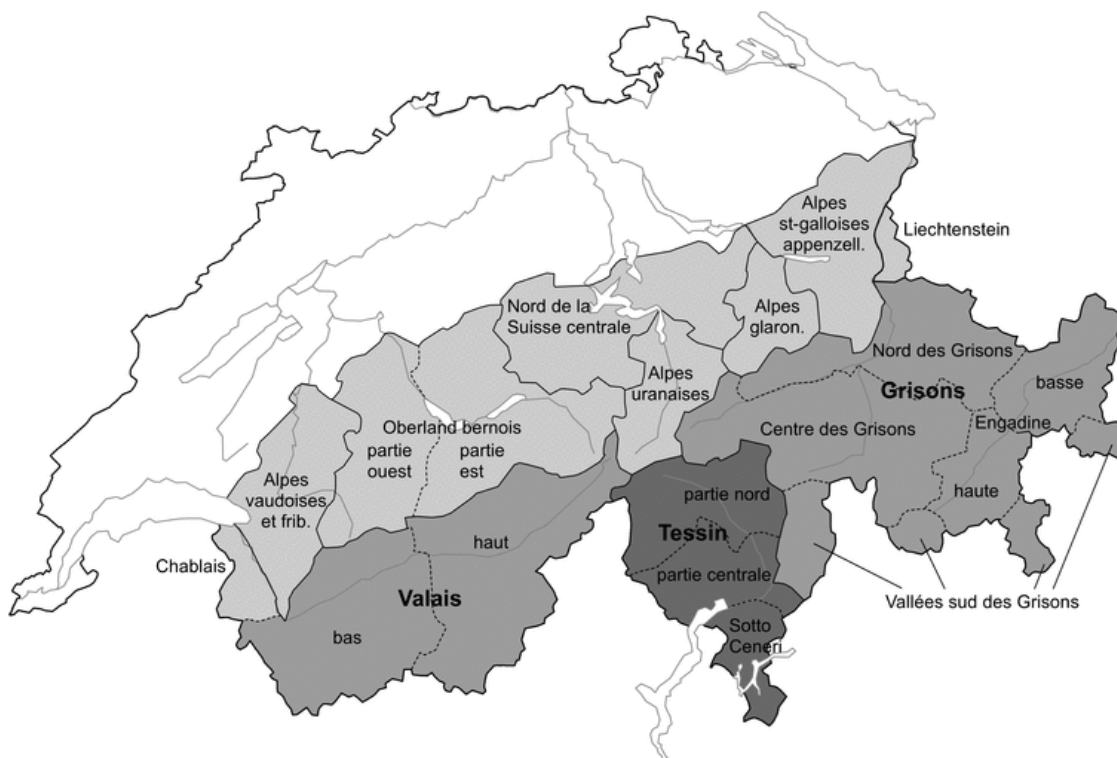 Alpes
st-galloises
appenzell.
Liechtenstein
Nord de la
Suisse centrale
Alpes
glaron.
Alpes
uranaises
Nord des Grisons
Grisons
basse
Engadine
Centre des Grisons
haute
Oberland bernois
partie
ouest
partie
est
Alpes
vaudoises
et frib.
Chablais
haut
Valais
bas
partie nord
Tessin
partie centrale
Sotto
Ceneri
Vallées sud des Grisons